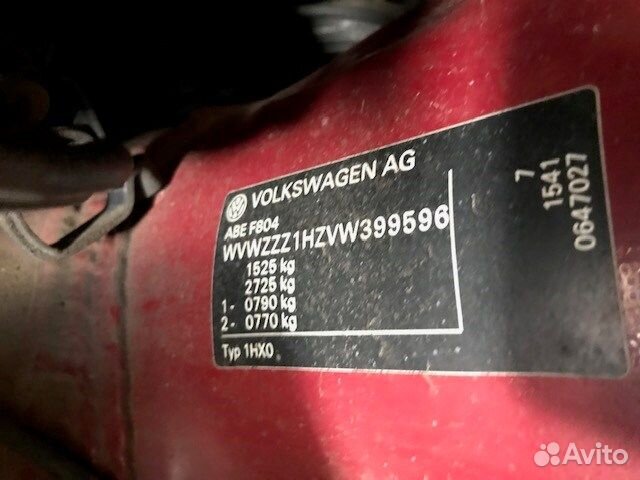 VOLKSWAGEN AG
ABE F804
WVWZZZ1HZVW399596
1525 kg
2725 kg
1- 0790 kg
2- 0770 kg
Typ 1HX0
7
1541
0647027
Avito